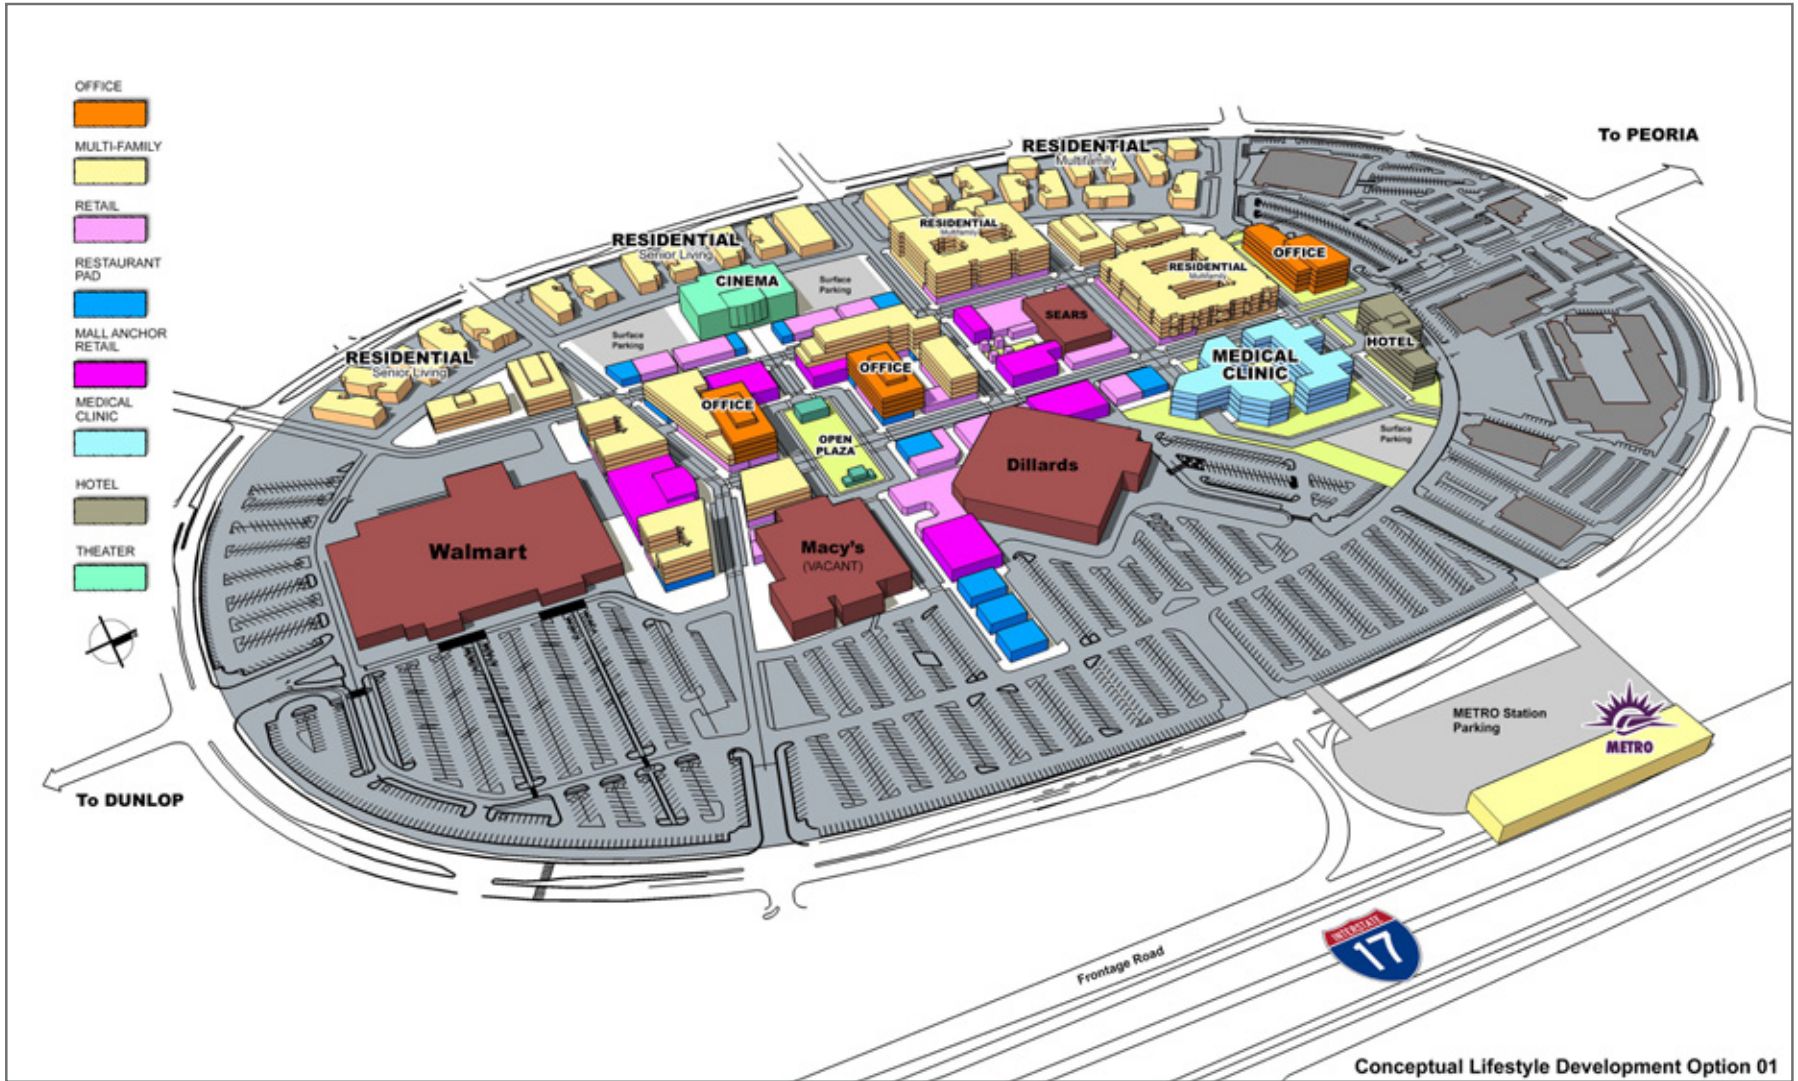 OFFICE
MULTI-FAMILY
RETAIL
RESTAURANT
PAD
MALL ANCHOR
RETAIL
MEDICAL
CLINIC
HOTEL
THEATER
To PEORIA
RESIDENTIAL
Multifamily
RESIDENTIAL
Multifamily
RESIDENTIAL
Senior Living
CINEMA
Surface
Parking
RESIDENTIAL
Multifamily
OFFICE
SEARS
Surface
Parking
HOTEL
MEDICAL
CLINIC
RESIDENTIAL
Senior Living
OFFICE
OFFICE
OPEN
PLAZA
Surface
Parking
Dillards
Walmart
Macy's
(VACANT)
METRO Station
Parking
METRO
To DUNLOP
Frontage Road
INTERSTATE
17
Conceptual Lifestyle Development Option 01